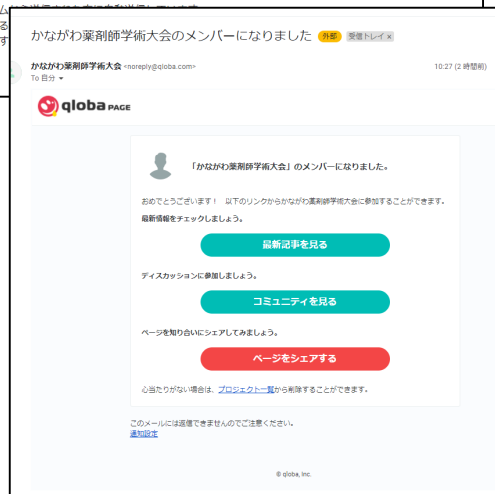 かながわ薬剤師学術大会のメンバーになりました 外部 受信トレイ ×
かながわ薬剤師学術大会 <noreply@qloba.com> 10:27 (2 時間前)
To 自分
qloba PAGE
「かながわ薬剤師学術大会」のメンバーになりました。
おめでとうございます! 以下のリンクからかながわ薬剤師学術大会に参加することができます。
最新情報をチェックしましょう。
最新記事を見る
ディスカッションに参加しましょう。
コミュニティを見る
ページを知り合いにシェアしてみましょう。
ページをシェアする
心当たりがない場合は、プロジェクト一覧から削除することができます。
このメールには返信できませんのでご注意ください。
通知設定
© qloba, Inc.